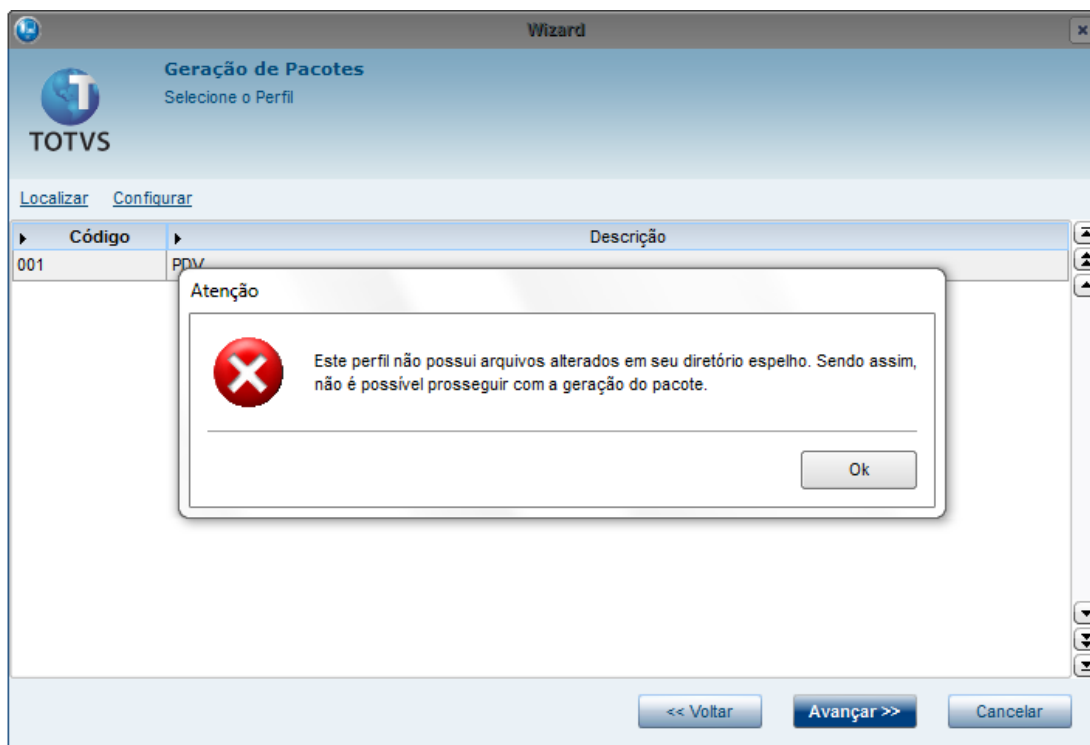 Wizard
Geração de Pacotes
Selecione o Perfil
TOTVS
Localizar Configurar
Código Descrição
001 PDV
Atenção
Este perfil não possui arquivos alterados em seu diretório espelho. Sendo assim,
não é possível prosseguir com a geração do pacote.
Ok
<< Voltar Avançar >> Cancelar